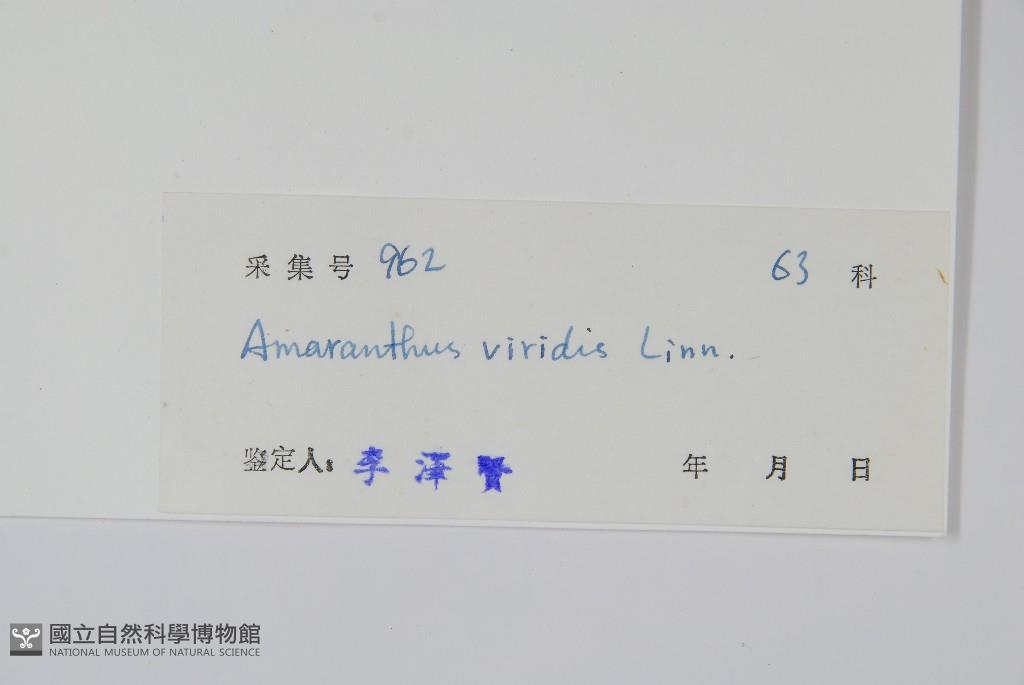 采集号 962 63 科
Amaranthus viridis Linn.
鉴定人: 李泽賢 年 月 日
國立自然科學博物館
NATIONAL MUSEUM OF NATURAL SCIENCE